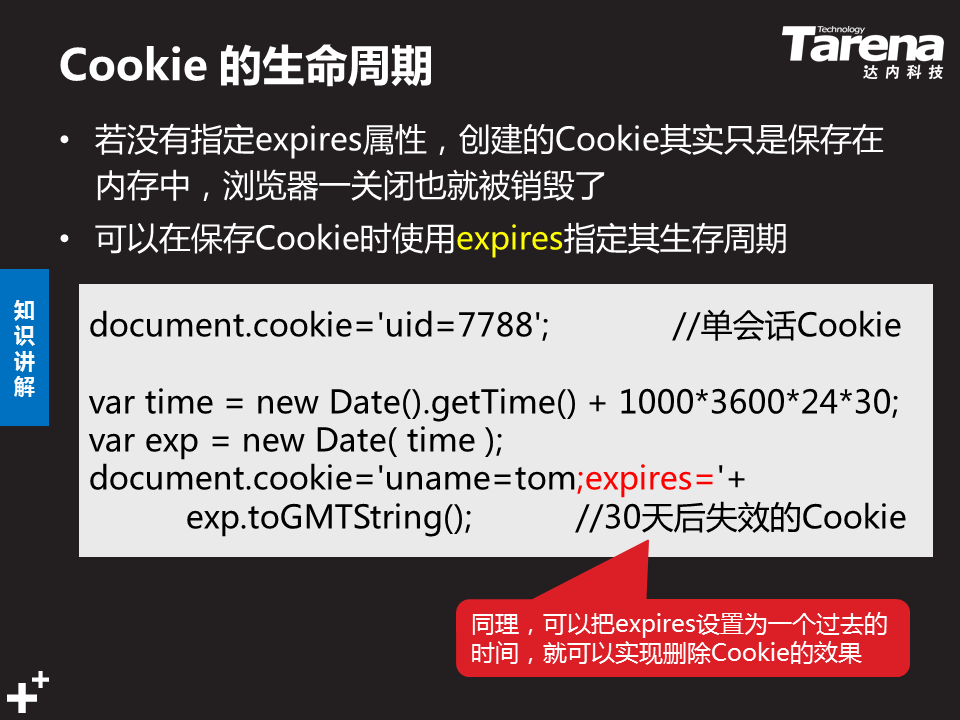 Cookie 的生命周期
Technology
Tarena
达内科技
• 若没有指定expires属性，创建的Cookie其实只是保存在
内存中，浏览器一关闭也就被销毁了
• 可以在保存Cookie时使用expires指定其生存周期
知
识
讲
解
document.cookie='uid=7788'; //单会话Cookie
var time = new Date().getTime() + 1000*3600*24*30;
var exp = new Date( time );
document.cookie='uname=tom;expires='+
exp.toGMTString(); //30天后失效的Cookie
同理，可以把expires设置为一个过去的
时间，就可以实现删除Cookie的效果